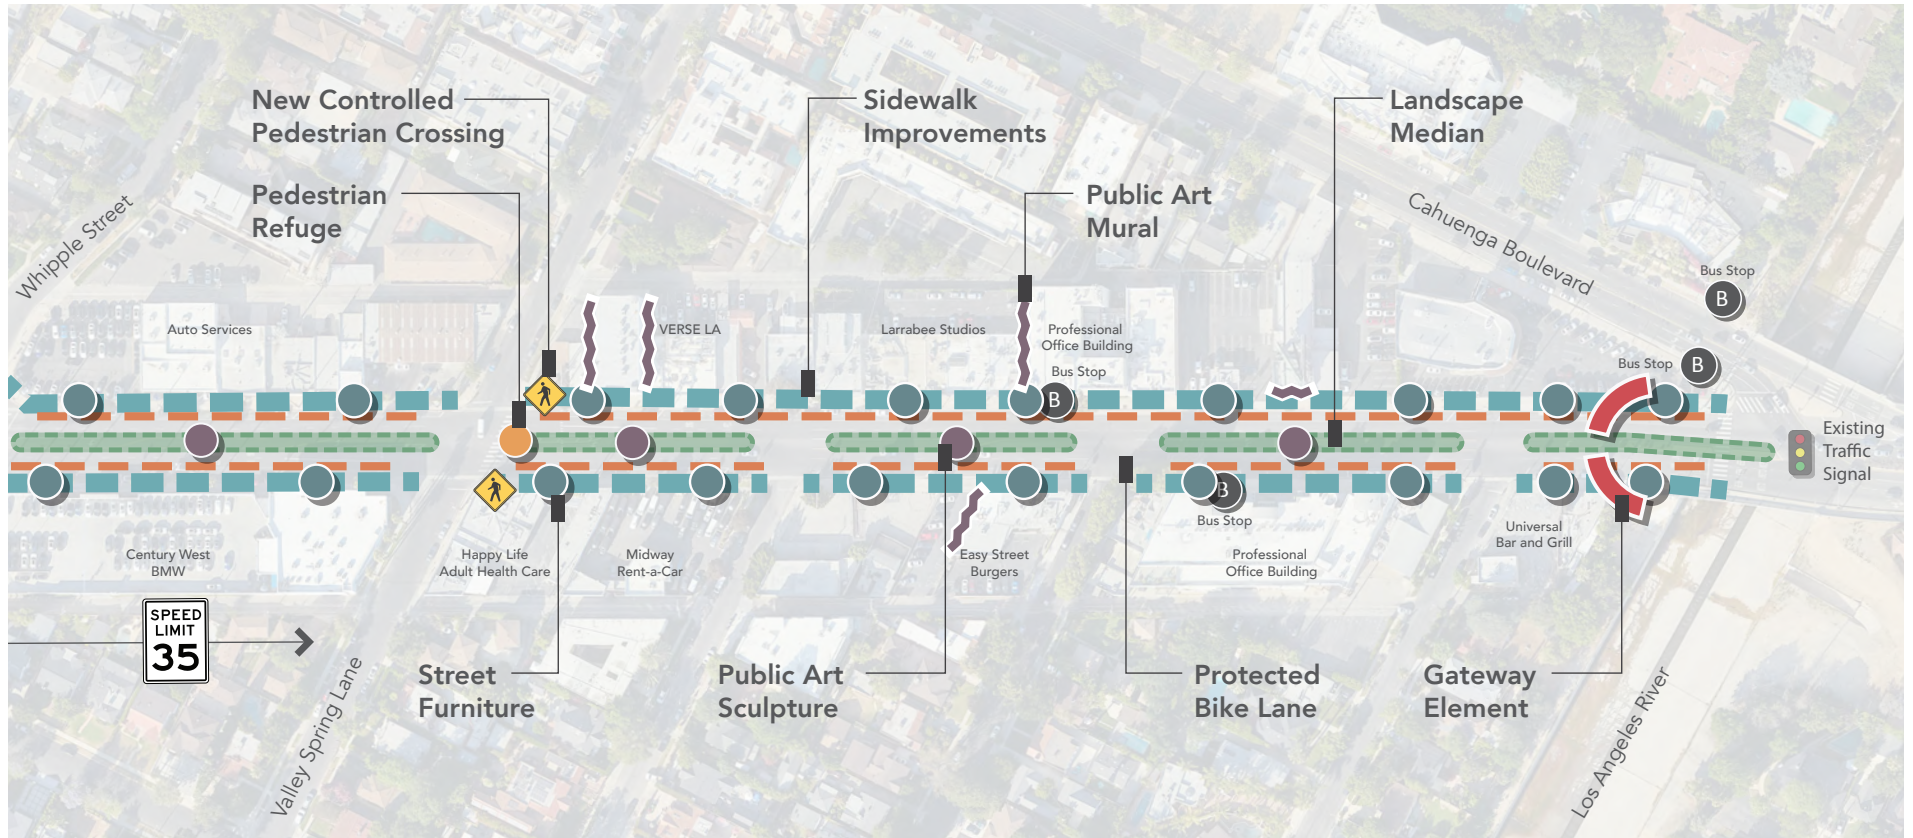 New Controlled
Pedestrian Crossing
Sidewalk
Improvements
Landscape
Median
Pedestrian
Refuge
Public Art
Mural
Whipple Street
Cahuenga Boulevard
Bus Stop
B
Auto Services
VERSE LA
Larrabee Studios
Professional
Office Building
Bus Stop
B
Bus Stop
B
Existing
Traffic
Signal
B
Bus Stop
Century West
BMW
Happy Life
Adult Health Care
Midway
Rent-a-Car
Easy Street
Burgers
Professional
Office Building
Universal
Bar and Grill
SPEED
LIMIT
35
Valley Spring Lane
Street
Furniture
Public Art
Sculpture
Protected
Bike Lane
Gateway
Element
Los Angeles River